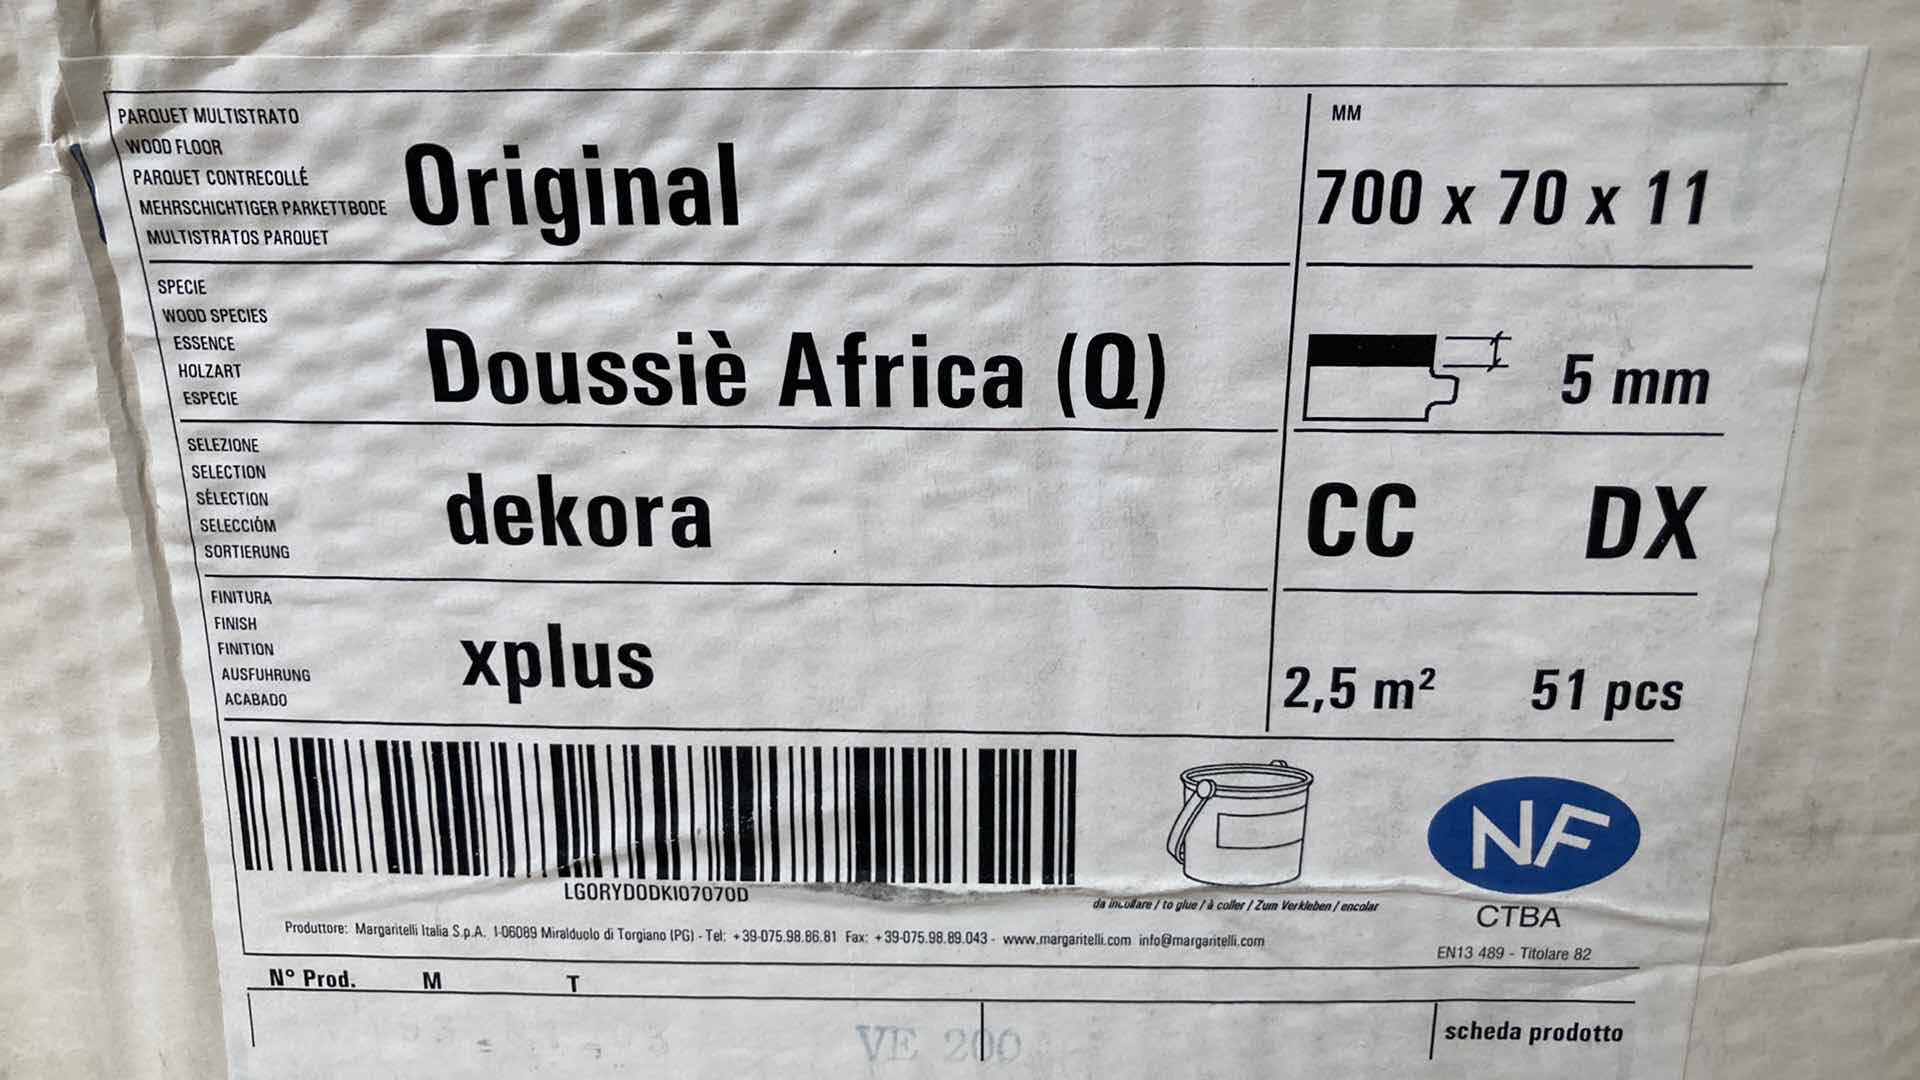 PARQUET MULTISTRATO
WOOD FLOOR
PARQUET CONTRECOLLÉ
MEHRSCHICHTIGER PARKETTBODE
MULTISTRATOS PARQUET
Original
MM
700 x 70 x 11
SPECIE
WOOD SPECIES
ESSENCE
HOLZART
ESPECIE
Doussiè Africa (Q)
5 mm
SELEZIONE
SELECTION
SÉLECTION
SELECCIÓM
SORTIERUNG
dekora
CC DX
FINITURA
FINISH
FINITION
AUSFUHRUNG
ACABADO
xplus
2,5 m² 51 pcs
LGORYDODKI07070D
da incollare / to glue / à coller / Zum Verkleben / encolar
NF
CTBA
EN13 489 - Titolare 82
Produttore: Margaritelli Italia S.p.A. I-06089 Miralduolo di Torgiano (PG) - Tel: +39-075.98.86.81 Fax: +39-075.98.89.043 - www.margaritelli.com info@margaritelli.com
N° Prod. M T
VE 200
scheda prodotto